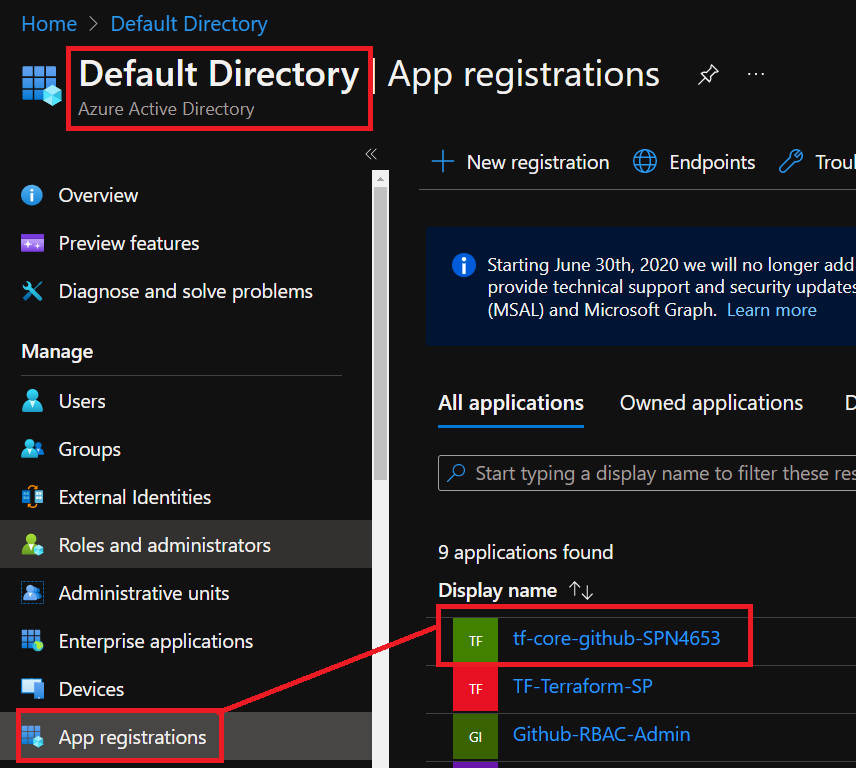 Home > Default Directory
Default Directory | App registrations
Azure Active Directory
Overview
Preview features
Diagnose and solve problems
Manage
Users
Groups
External Identities
Roles and administrators
Administrative units
Enterprise applications
Devices
App registrations
New registration Endpoints Troul
Starting June 30th, 2020 we will no longer add
provide technical support and security updates
(MSAL) and Microsoft Graph. Learn more
All applications Owned applications D
Start typing a display name to filter these res
9 applications found
Display name
TF tf-core-github-SPN4653
TF TF-Terraform-SP
GI Github-RBAC-Admin